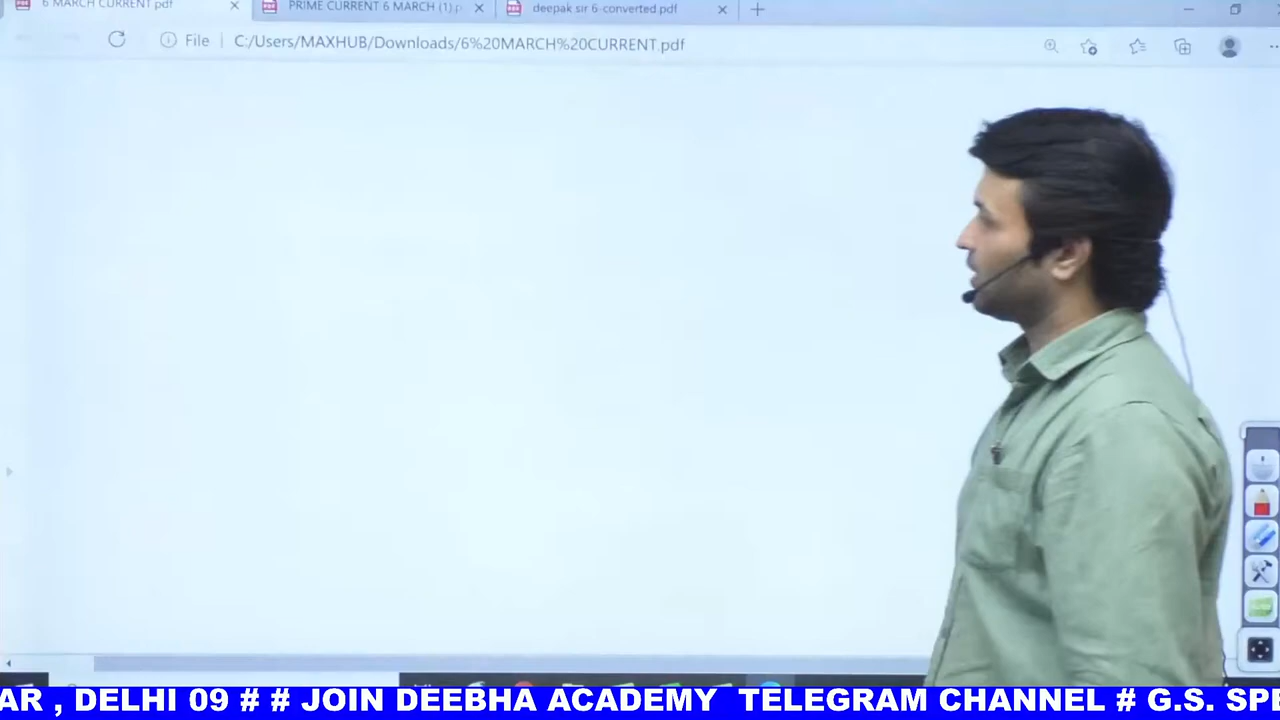 6 MARCH CURRENT pdf
PRIME CURRENT 6 MARCH (1).p
deepak sir 6-converted.pdf
File | C:/Users/MAXHUB/Downloads/6%20MARCH%20CURRENT.pdf
AR , DELHI 09 # # JOIN DEEBHA ACADEMY TELEGRAM CHANNEL # G.S. SPE